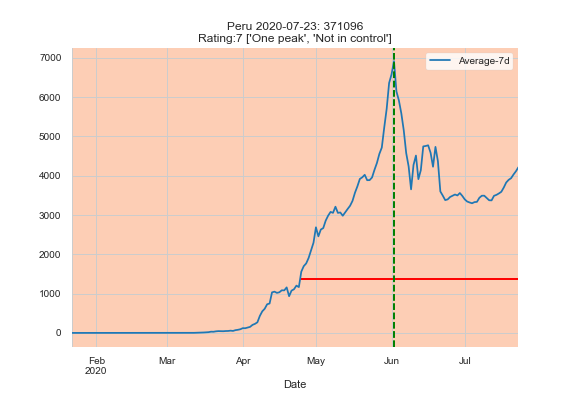 Peru 2020-07-23: 371096
Rating:7 ['One peak', 'Not in control']
Average-7d
7000
6000
5000
4000
3000
2000
1000
0
Feb
2020
Mar
Apr
May
Jun
Jul
Date